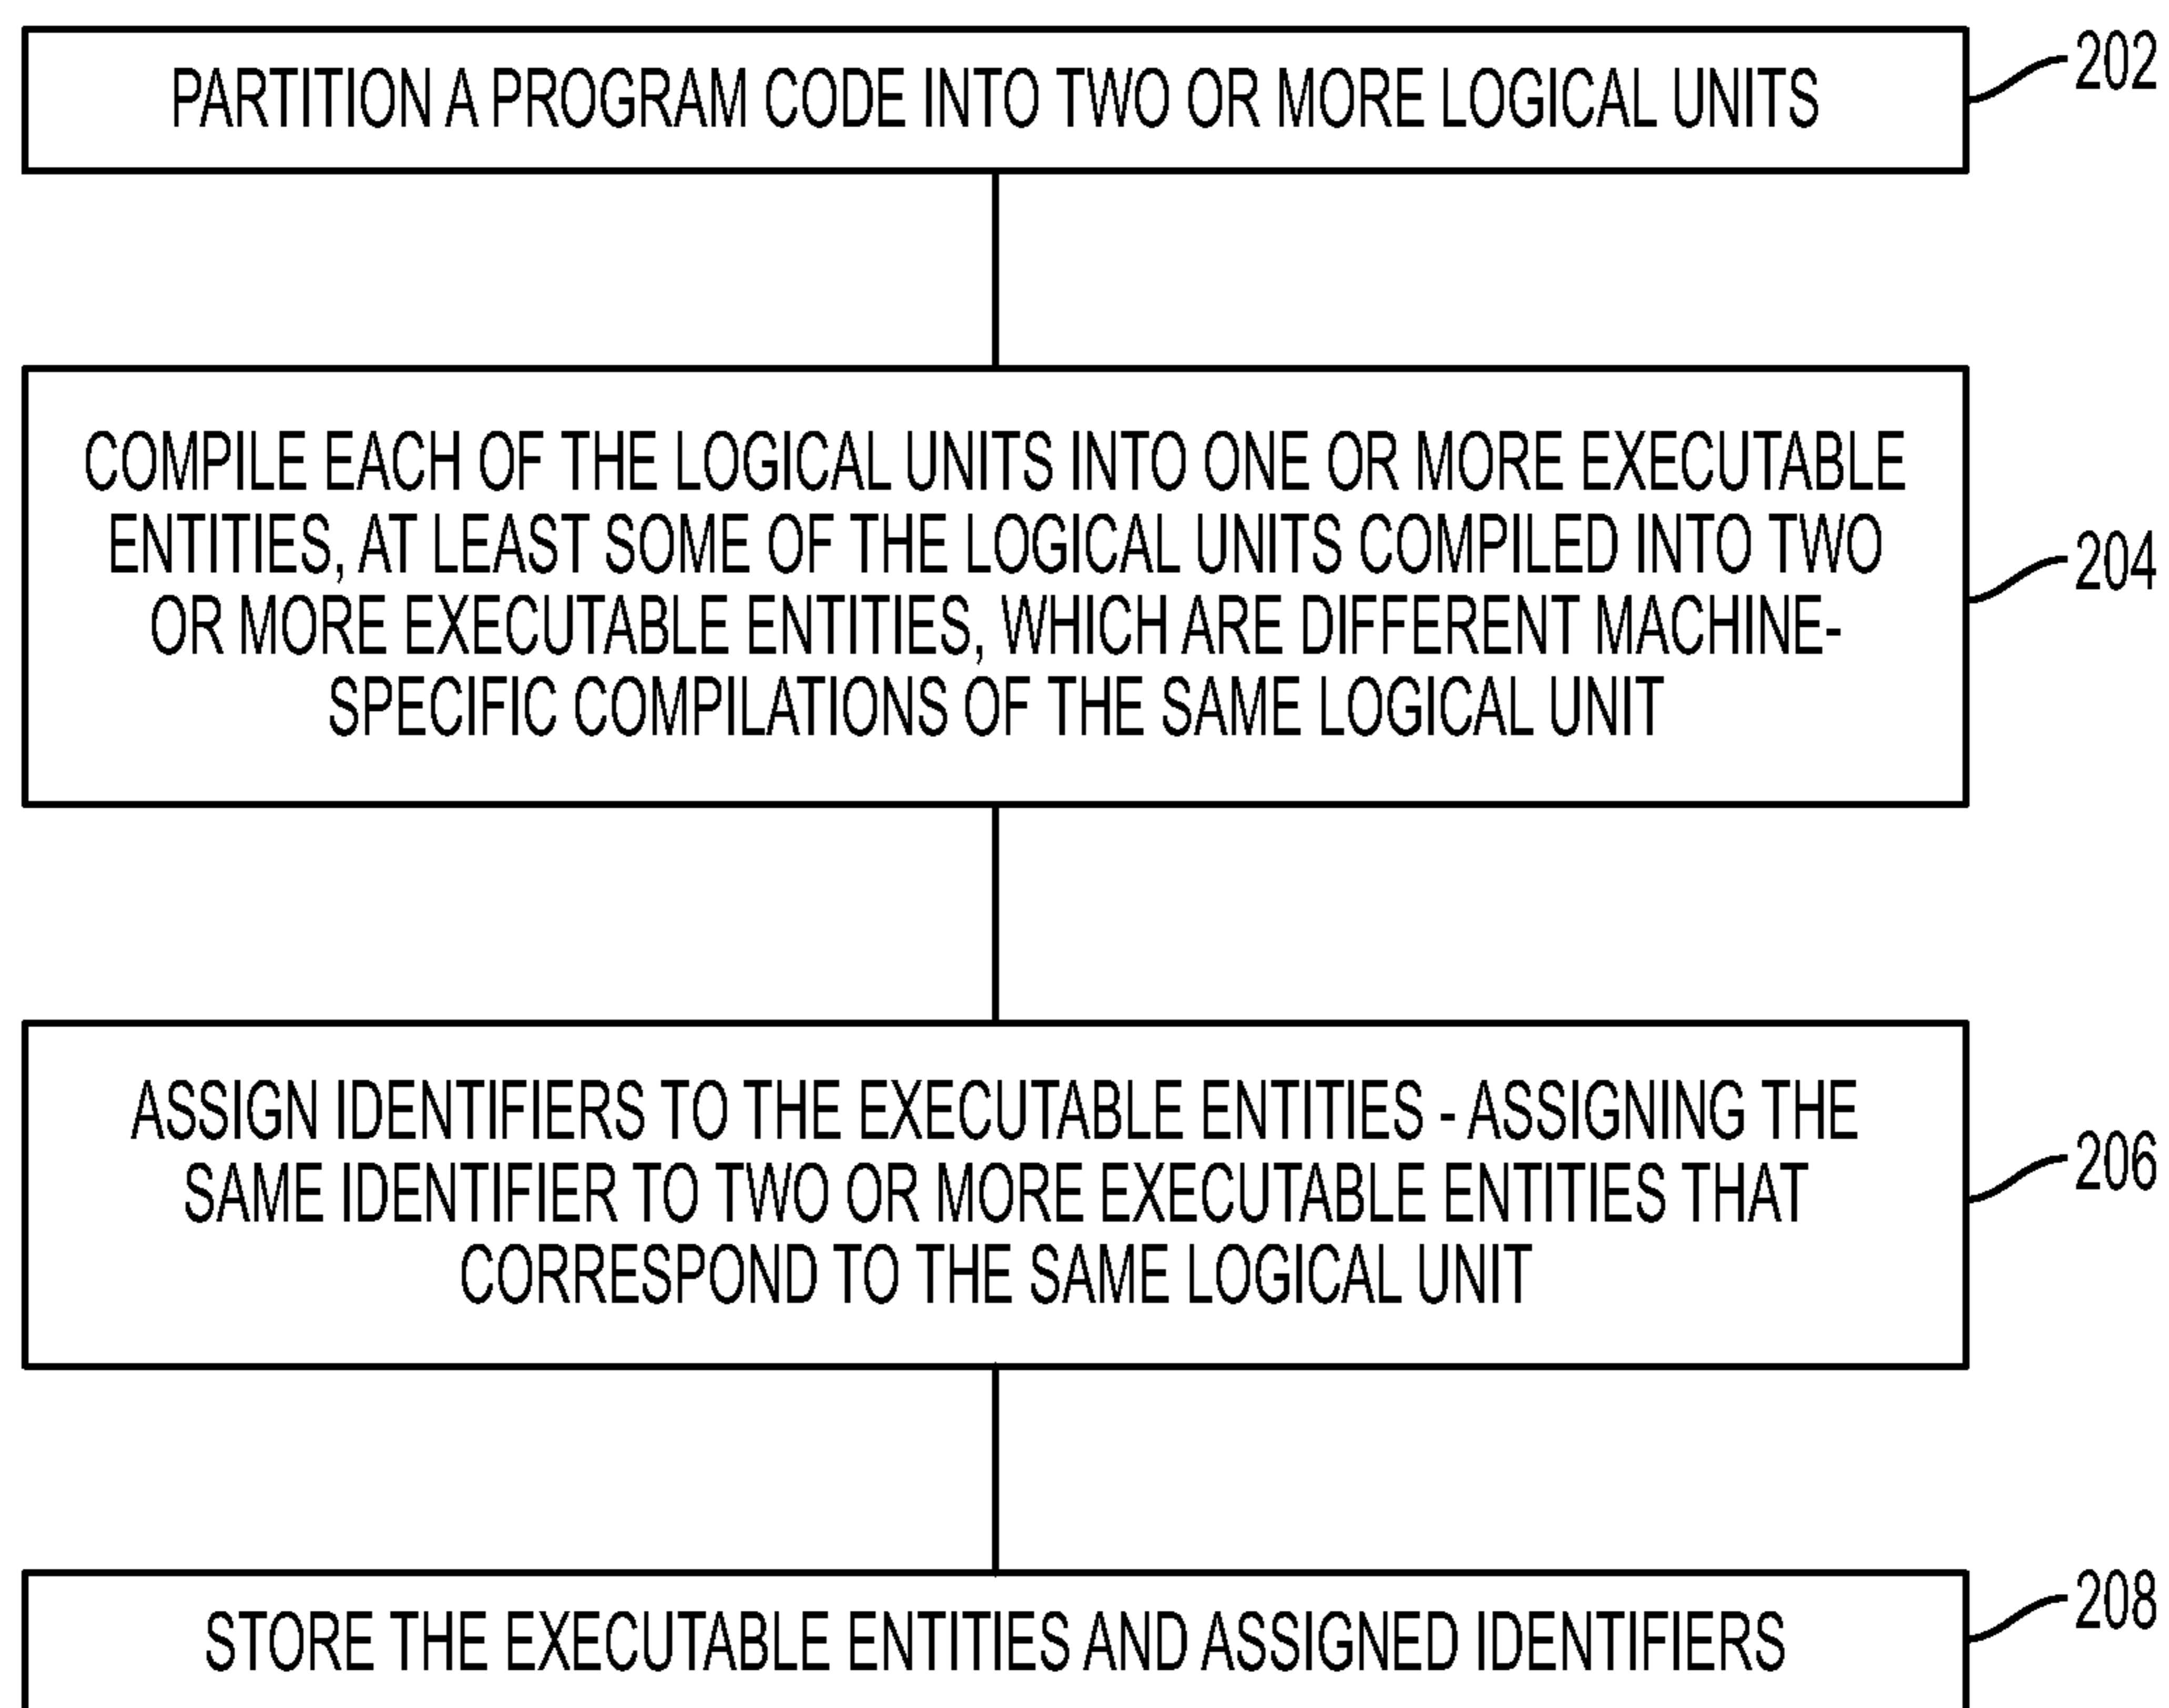 PARTITION A PROGRAM CODE INTO TWO OR MORE LOGICAL UNITS
202
COMPILE EACH OF THE LOGICAL UNITS INTO ONE OR MORE EXECUTABLE
ENTITIES, AT LEAST SOME OF THE LOGICAL UNITS COMPILED INTO TWO
OR MORE EXECUTABLE ENTITIES, WHICH ARE DIFFERENT MACHINE-
SPECIFIC COMPILATIONS OF THE SAME LOGICAL UNIT
204
ASSIGN IDENTIFIERS TO THE EXECUTABLE ENTITIES - ASSIGNING THE
SAME IDENTIFIER TO TWO OR MORE EXECUTABLE ENTITIES THAT
CORRESPOND TO THE SAME LOGICAL UNIT
206
STORE THE EXECUTABLE ENTITIES AND ASSIGNED IDENTIFIERS
208